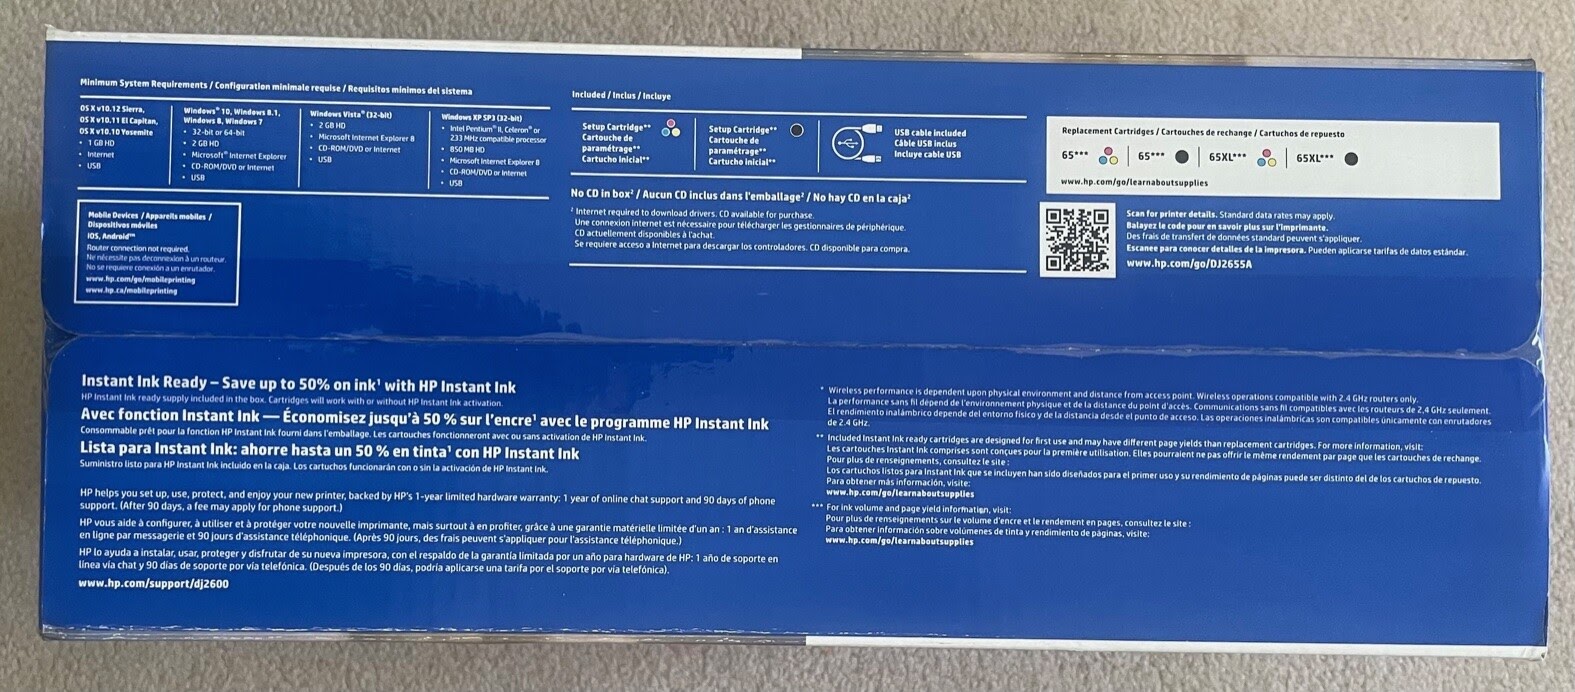 Minimum System Requirements / Configuration minimale requise / Requisitos mínimos del sistema
OS X v10.12 Sierra,
OS X v10.11 El Capitan,
OS X v10.10 Yosemite
• 1 GB HD
• Internet
• USB
Windows® 10, Windows 8.1,
Windows 8, Windows 7
• 32-bit or 64-bit
• 2 GB HD
• Microsoft® Internet Explorer
• CD-ROM/DVD or Internet
• USB
Windows Vista® (32-bit)
• 2 GB HD
• Microsoft Internet Explorer 8
• CD-ROM/DVD or Internet
• USB
Windows XP SP3 (32-bit)
• Intel Pentium® II, Celeron® or
233 MHz compatible processor
• 850 MB HD
• Microsoft Internet Explorer 8
• CD-ROM/DVD or Internet
• USB
Mobile Devices / Appareils mobiles /
Dispositivos móviles
iOS, Android™
Router connection not required.
Ne nécessite pas deconnexion à un routeur.
No se requiere conexión a un enrutador.
www.hp.com/go/mobileprinting
www.hp.ca/mobileprinting
Included / Inclus / Incluye
Setup Cartridge**
Cartouche de
paramétrage**
Cartucho inicial**
Setup Cartridge**
Cartouche de
paramétrage**
Cartucho inicial**
USB cable included
Câble USB inclus
Incluye cable USB
No CD in box² / Aucun CD inclus dans l'emballage² / No hay CD en la caja²
² Internet required to download drivers. CD available for purchase.
Une connexion Internet est nécessaire pour télécharger les gestionnaires de périphérique.
CD actuellement disponibles à l'achat.
Se requiere acceso a Internet para descargar los controladores. CD disponible para compra.
Replacement Cartridges / Cartouches de rechange / Cartuchos de repuesto
65*** 65*** 65XL*** 65XL***
www.hp.com/go/learnaboutsupplies
Scan for printer details. Standard data rates may apply.
Balayez le code pour en savoir plus sur l'imprimante.
Des frais de transfert de données standard peuvent s'appliquer.
Escanee para conocer detalles de la impresora. Pueden aplicarse tarifas de datos estándar.
www.hp.com/go/DJ2655A
Instant Ink Ready – Save up to 50% on ink¹ with HP Instant Ink
HP Instant Ink ready supply included in the box. Cartridges will work with or without HP Instant Ink activation.
Avec fonction Instant Ink — Économisez jusqu'à 50 % sur l'encre¹ avec le programme HP Instant Ink
Consommable prêt pour la fonction HP Instant Ink fourni dans l'emballage. Les cartouches fonctionneront avec ou sans activation de HP Instant Ink.
Lista para Instant Ink: ahorre hasta un 50 % en tinta¹ con HP Instant Ink
Suministro listo para HP Instant Ink incluido en la caja. Los cartuchos funcionarán con o sin la activación de HP Instant Ink.
HP helps you set up, use, protect, and enjoy your new printer, backed by HP's 1-year limited hardware warranty: 1 year of online chat support and 90 days of phone
support. (After 90 days, a fee may apply for phone support.)
HP vous aide à configurer, à utiliser et à protéger votre nouvelle imprimante, mais surtout à en profiter, grâce à une garantie matérielle limitée d'un an : 1 an d'assistance
en ligne par messagerie et 90 jours d'assistance téléphonique. (Après 90 jours, des frais peuvent s'appliquer pour l'assistance téléphonique.)
HP lo ayuda a instalar, usar, proteger y disfrutar de su nueva impresora, con el respaldo de la garantía limitada por un año para hardware de HP: 1 año de soporte en
línea vía chat y 90 días de soporte por vía telefónica. (Después de los 90 días, podría aplicarse una tarifa por el soporte por vía telefónica).
www.hp.com/support/dj2600
* Wireless performance is dependent upon physical environment and distance from access point. Wireless operations compatible with 2.4 GHz routers only.
La performance sans fil dépend de l'environnement physique et de la distance du point d'accès. Communications sans fil compatibles avec les routeurs de 2,4 GHz seulement.
El rendimiento inalámbrico depende del entorno físico y de la distancia desde el punto de acceso. Las operaciones inalámbricas son compatibles únicamente con enrutadores
de 2.4 GHz.
** Included Instant Ink ready cartridges are designed for first use and may have different page yields than replacement cartridges. For more information, visit:
Les cartouches Instant Ink comprises sont conçues pour la première utilisation. Elles pourraient ne pas offrir le même rendement par page que les cartouches de rechange.
Pour plus de renseignements, consultez le site :
Los cartuchos listos para Instant Ink que se incluyen han sido diseñados para el primer uso y su rendimiento de páginas puede ser distinto del de los cartuchos de repuesto.
Para obtener más información, visite:
www.hp.com/go/learnaboutsupplies
*** For ink volume and page yield information, visit:
Pour plus de renseignements sur le volume d'encre et le rendement en pages, consultez le site :
Para obtener información sobre volúmenes de tinta y rendimiento de páginas, visite:
www.hp.com/go/learnaboutsupplies